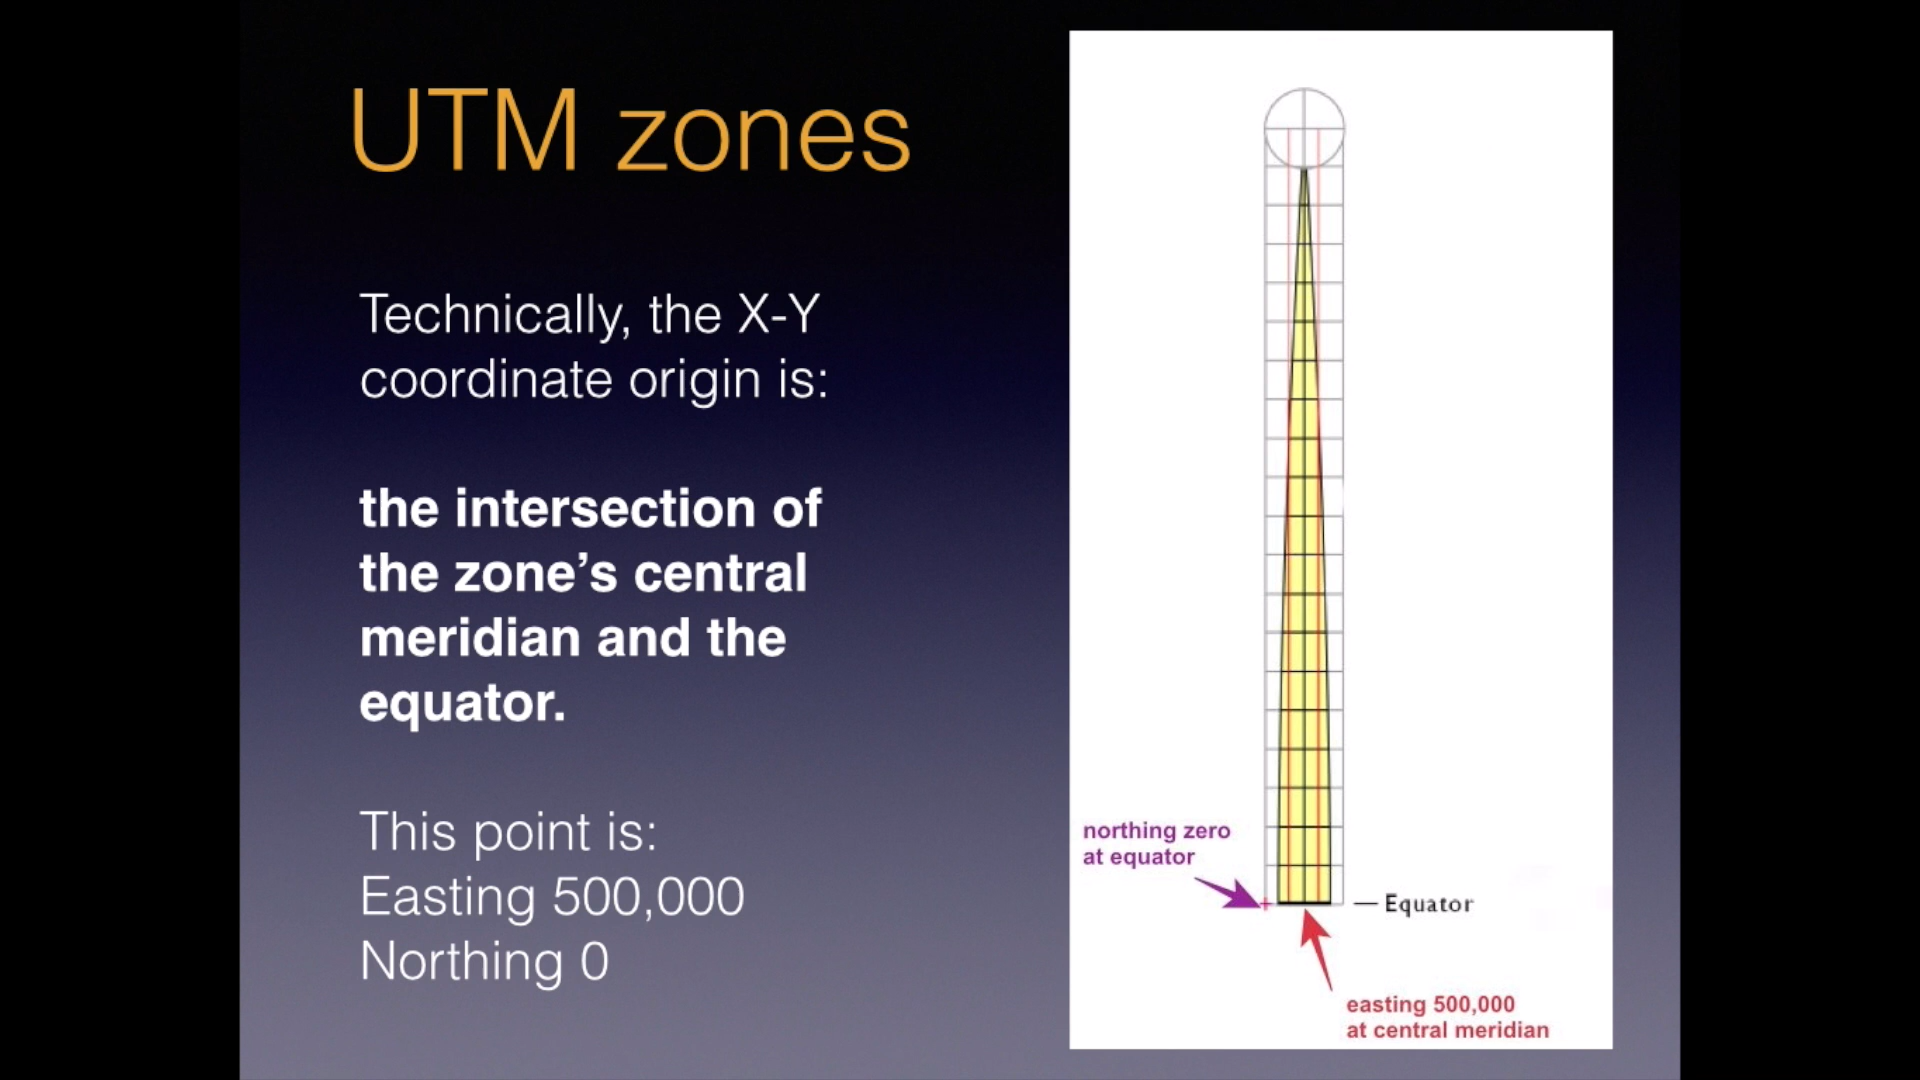 UTM zones
Technically, the X-Y
coordinate origin is:
the intersection of
the zone’s central
meridian and the
equator.
This point is:
Easting 500,000
Northing 0
northing zero
at equator
Equator
easting 500,000
at central meridian